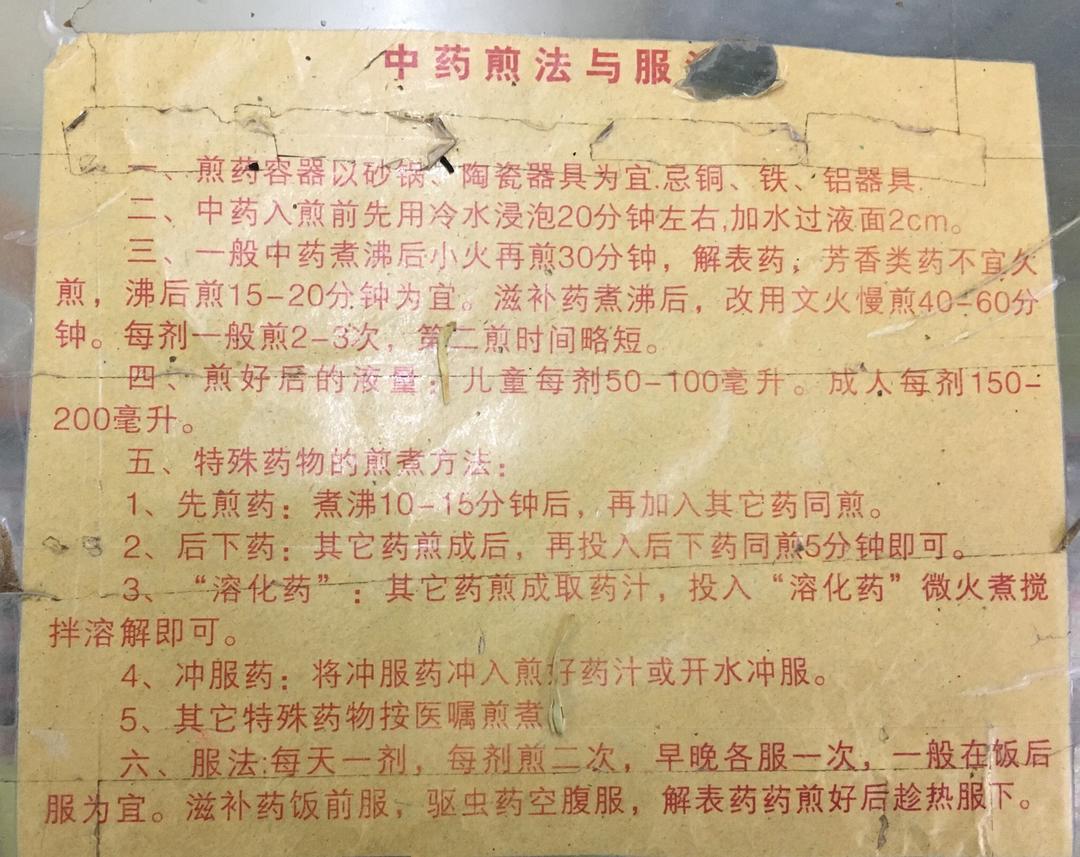 中药煎法与服
一、煎药容器以砂锅、陶瓷器具为宜.忌铜、铁、铝器具.
二、中药入煎前先用冷水浸泡20分钟左右,加水过液面2cm。
三、一般中药煮沸后小火再煎30分钟，解表药，芳香类药不宜久
煎，沸后煎15-20分钟为宜。滋补药煮沸后，改用文火慢煎40-60分
钟。每剂一般煎2-3次，第二煎时间略短。
四、煎好后的液量：儿童每剂50-100毫升。成人每剂150-
200毫升。
五、特殊药物的煎煮方法：
1、先煎药：煮沸10-15分钟后，再加入其它药同煎。
2、后下药：其它药煎成后，再投入后下药同煎5分钟即可。
3、“溶化药”：其它药煎成取药汁，投入“溶化药”微火煮搅
拌溶解即可。
4、冲服药：将冲服药冲入煎好药汁或开水冲服。
5、其它特殊药物按医嘱煎煮
六、服法:每天一剂，每剂煎二次，早晚各服一次，一般在饭后
服为宜。滋补药饭前服，驱虫药空腹服，解表药药煎好后趁热服下。